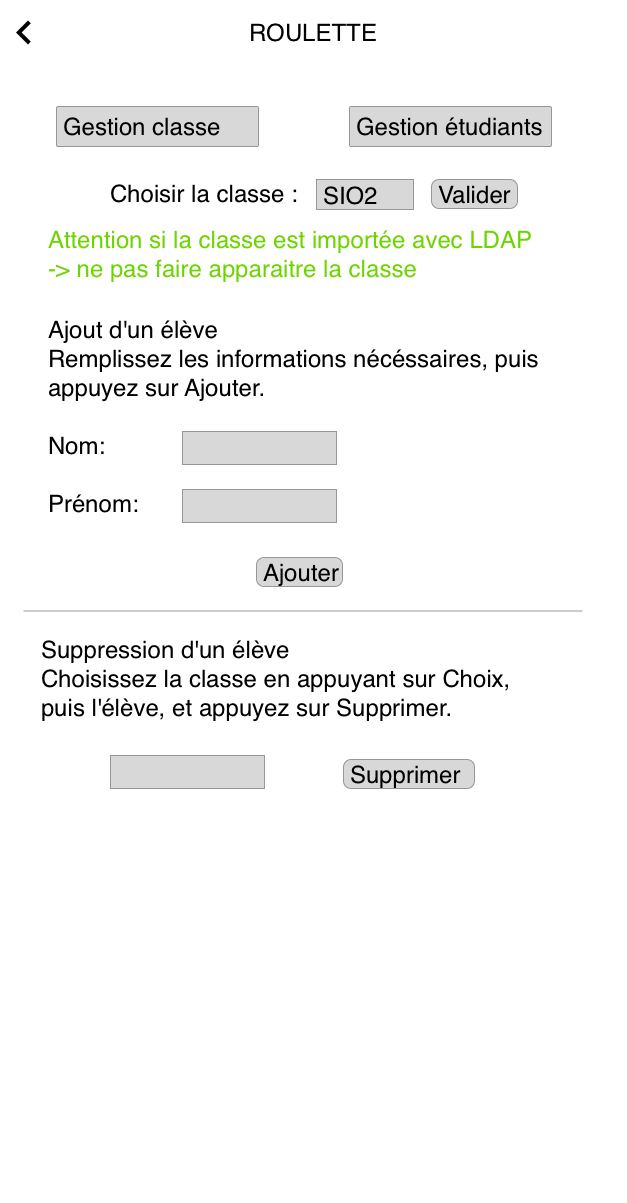 ROULETTE
Gestion classe
Gestion étudiants
Choisir la classe :
SIO2
Valider
Attention si la classe est importée avec LDAP
-> ne pas faire apparaitre la classe
Ajout d'un élève
Remplissez les informations nécéssaires, puis
appuyez sur Ajouter.
Nom:
Prénom:
Ajouter
Suppression d'un élève
Choisissez la classe en appuyant sur Choix,
puis l'élève, et appuyez sur Supprimer.
Supprimer